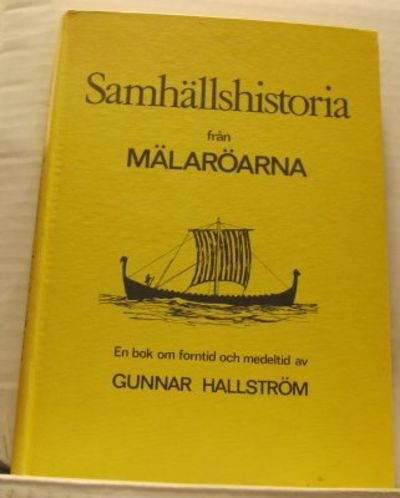 Samhällshistoria
från
MÄLARÖARNA
En bok om forntid och medeltid av
GUNNAR HALLSTRÖM